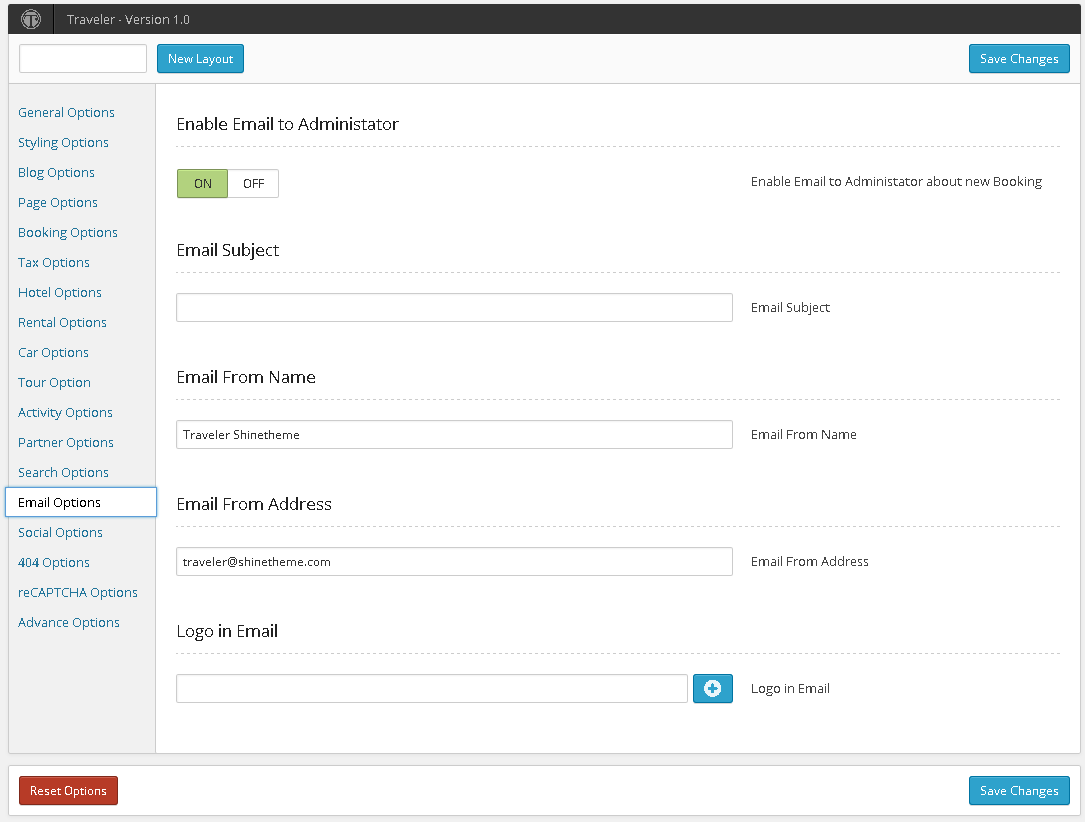 Traveler - Version 1.0
New Layout
Save Changes
General Options
Styling Options
Blog Options
Page Options
Booking Options
Tax Options
Hotel Options
Rental Options
Car Options
Tour Option
Activity Options
Partner Options
Search Options
Email Options
Social Options
404 Options
reCAPTCHA Options
Advance Options
Enable Email to Administator
ON OFF
Enable Email to Administator about new Booking
Email Subject
Email Subject
Email From Name
Traveler Shinetheme
Email From Name
Email From Address
traveler@shinetheme.com
Email From Address
Logo in Email
Logo in Email
Reset Options
Save Changes